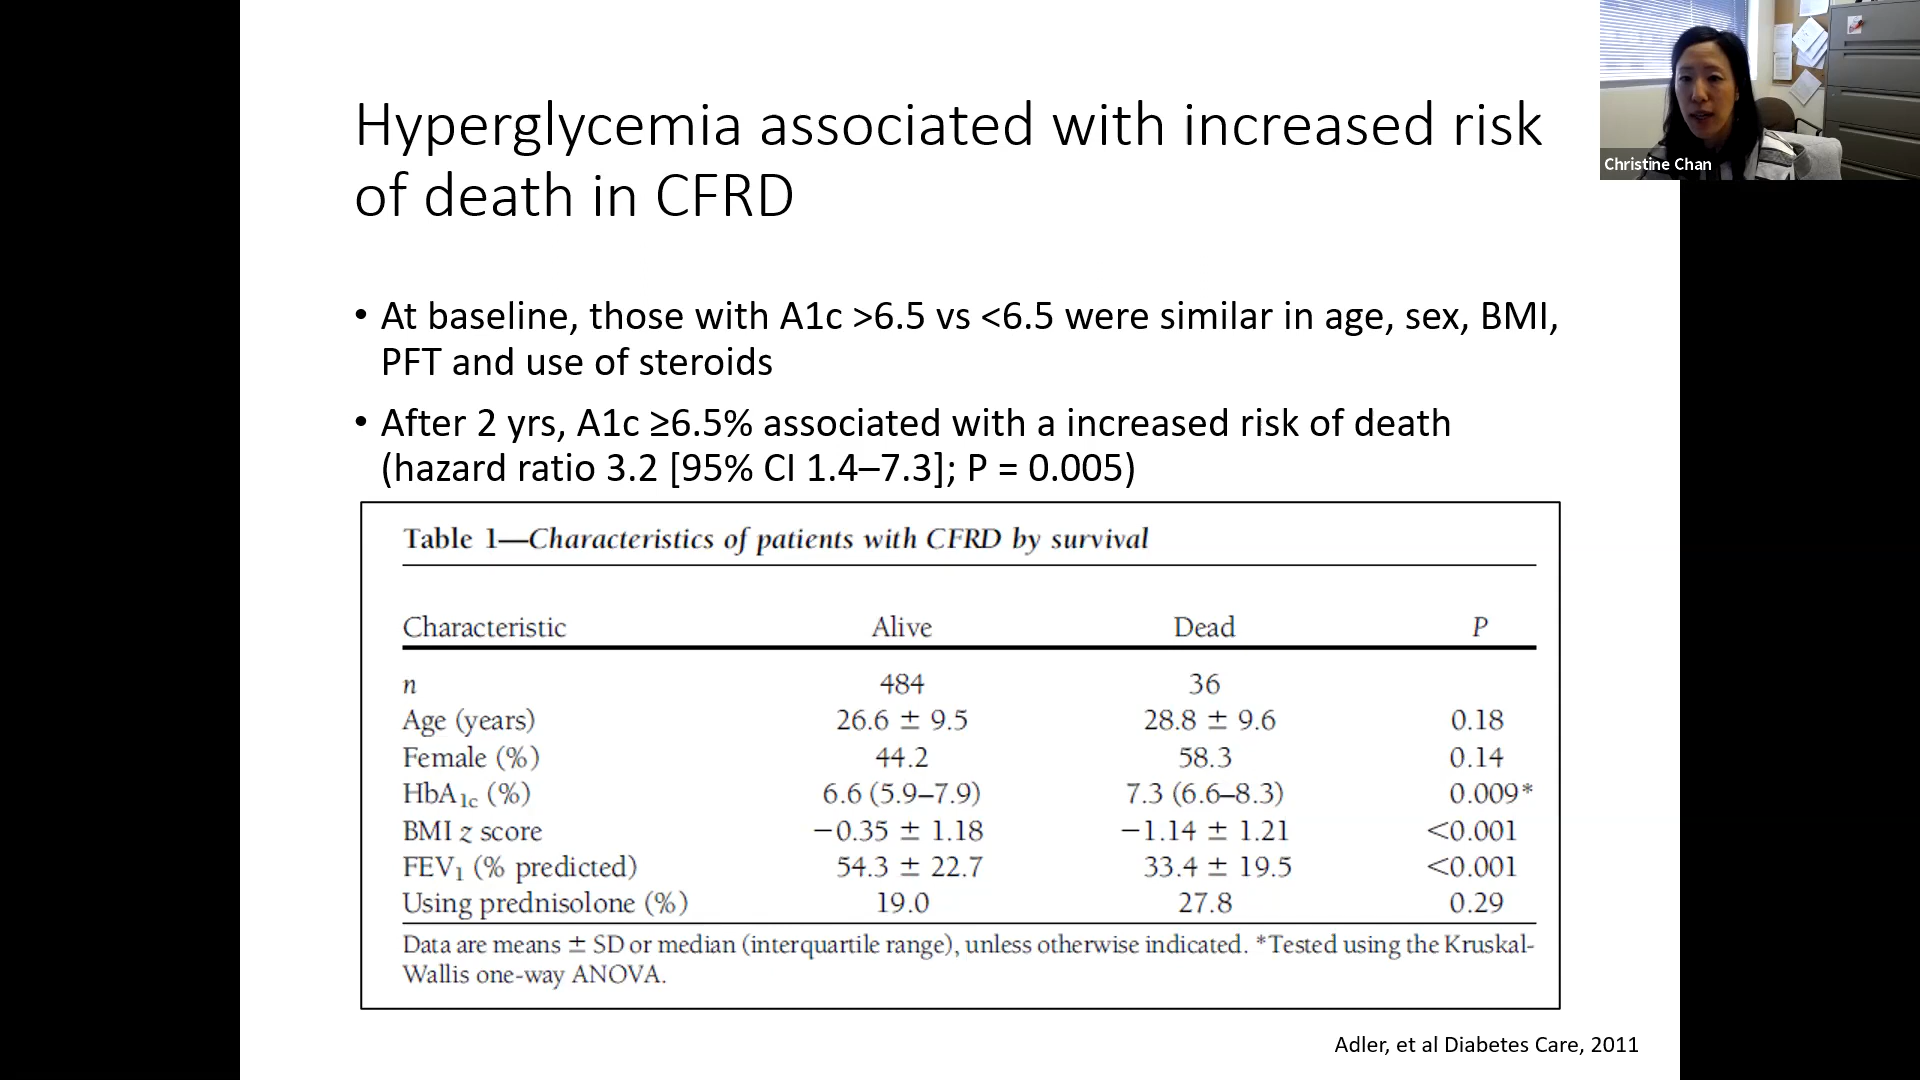 Hyperglycemia associated with increased risk
of death in CFRD
Christine Chan
• At baseline, those with A1c >6.5 vs <6.5 were similar in age, sex, BMI,
PFT and use of steroids
• After 2 yrs, A1c ≥6.5% associated with a increased risk of death
(hazard ratio 3.2 [95% CI 1.4–7.3]; P = 0.005)
Table 1—Characteristics of patients with CFRD by survival
Characteristic Alive Dead P
n 484 36
Age (years) 26.6 ± 9.5 28.8 ± 9.6 0.18
Female (%) 44.2 58.3 0.14
HbA1c (%) 6.6 (5.9–7.9) 7.3 (6.6–8.3) 0.009*
BMI z score −0.35 ± 1.18 −1.14 ± 1.21 <0.001
FEV1 (% predicted) 54.3 ± 22.7 33.4 ± 19.5 <0.001
Using prednisolone (%) 19.0 27.8 0.29
Data are means ± SD or median (interquartile range), unless otherwise indicated. *Tested using the Kruskal-
Wallis one-way ANOVA.
Adler, et al Diabetes Care, 2011